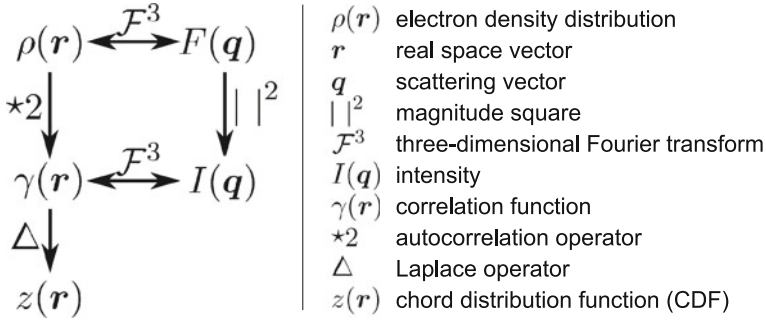 ρ(r) ℱ³ F(q)
⋆2 | |²
γ(r) ℱ³ I(q)
△
z(r)
ρ(r) electron density distribution
r real space vector
q scattering vector
| |² magnitude square
ℱ³ three-dimensional Fourier transform
I(q) intensity
γ(r) correlation function
⋆2 autocorrelation operator
△ Laplace operator
z(r) chord distribution function (CDF)